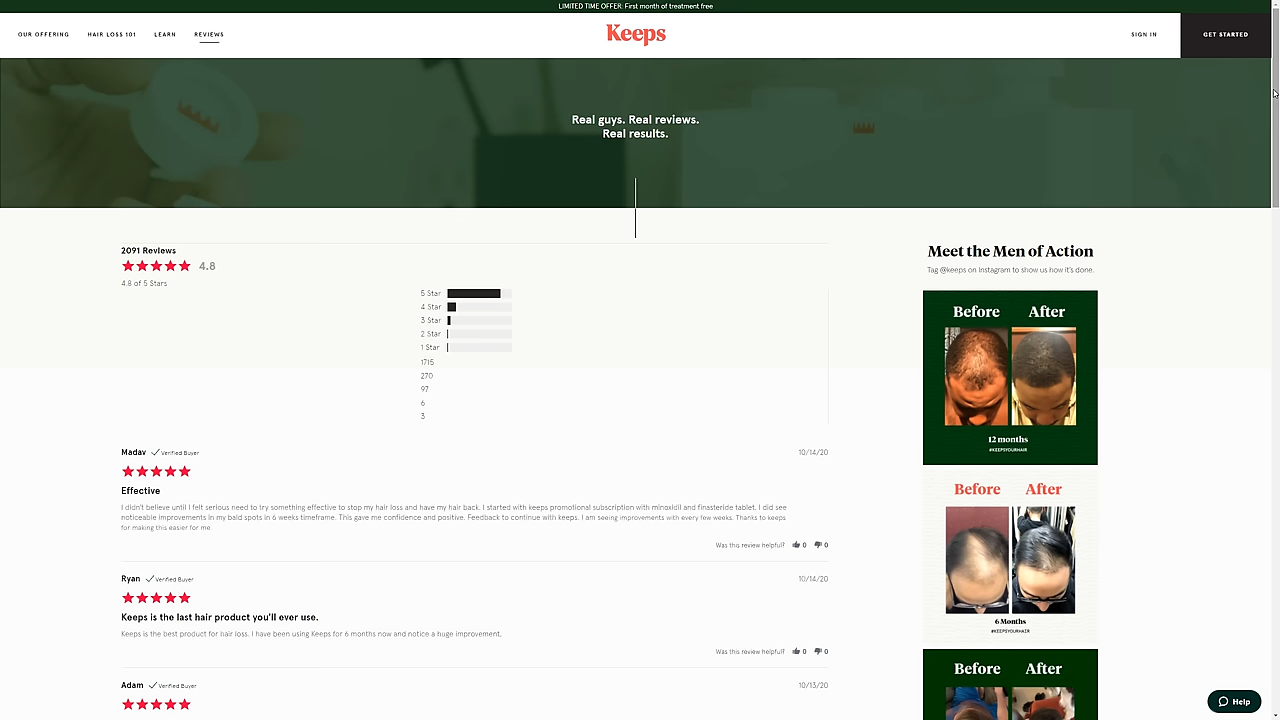 LIMITED TIME OFFER: First month of treatment free
OUR OFFERING
HAIR LOSS 101
LEARN
REVIEWS
Keeps
SIGN IN
GET STARTED
Real guys. Real reviews.
Real results.
2091 Reviews
4.8
4.8 of 5 Stars
5 Star
4 Star
3 Star
2 Star
1 Star
1715
270
97
6
3
Madav Verified Buyer
10/14/20
Effective
I didn't believe until I felt serious need to try something effective to stop my hair loss and have my hair back. I started with keeps promotional subscription with minoxidil and finasteride tablet. I did see
noticeable improvements in my bald spots in 6 weeks timeframe. This gave me confidence and positive. Feedback to continue with keeps. I am seeing improvements with every few weeks. Thanks to keeps
for making this easier for me.
Was this review helpful? 0 0
Ryan Verified Buyer
10/14/20
Keeps is the last hair product you'll ever use.
Keeps is the best product for hair loss. I have been using Keeps for 6 months now and notice a huge improvement.
Was this review helpful? 0 0
Adam Verified Buyer
10/13/20
Meet the Men of Action
Tag @keeps on Instagram to show us how it's done.
Before After
12 months
#KEEPSYOURHAIR
Before After
6 Months
#KEEPSYOURHAIR
Before After
Help